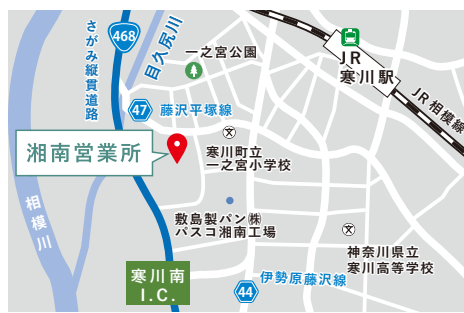 468
さがみ縦貫道路
目久尻川
一之宮公園
JR
寒川駅
JR相模線
47
藤沢平塚線
湘南営業所
寒川町立
一之宮小学校
相模川
敷島製パン㈱
パスコ湘南工場
神奈川県立
寒川高等学校
寒川南
I.C.
44
伊勢原藤沢線